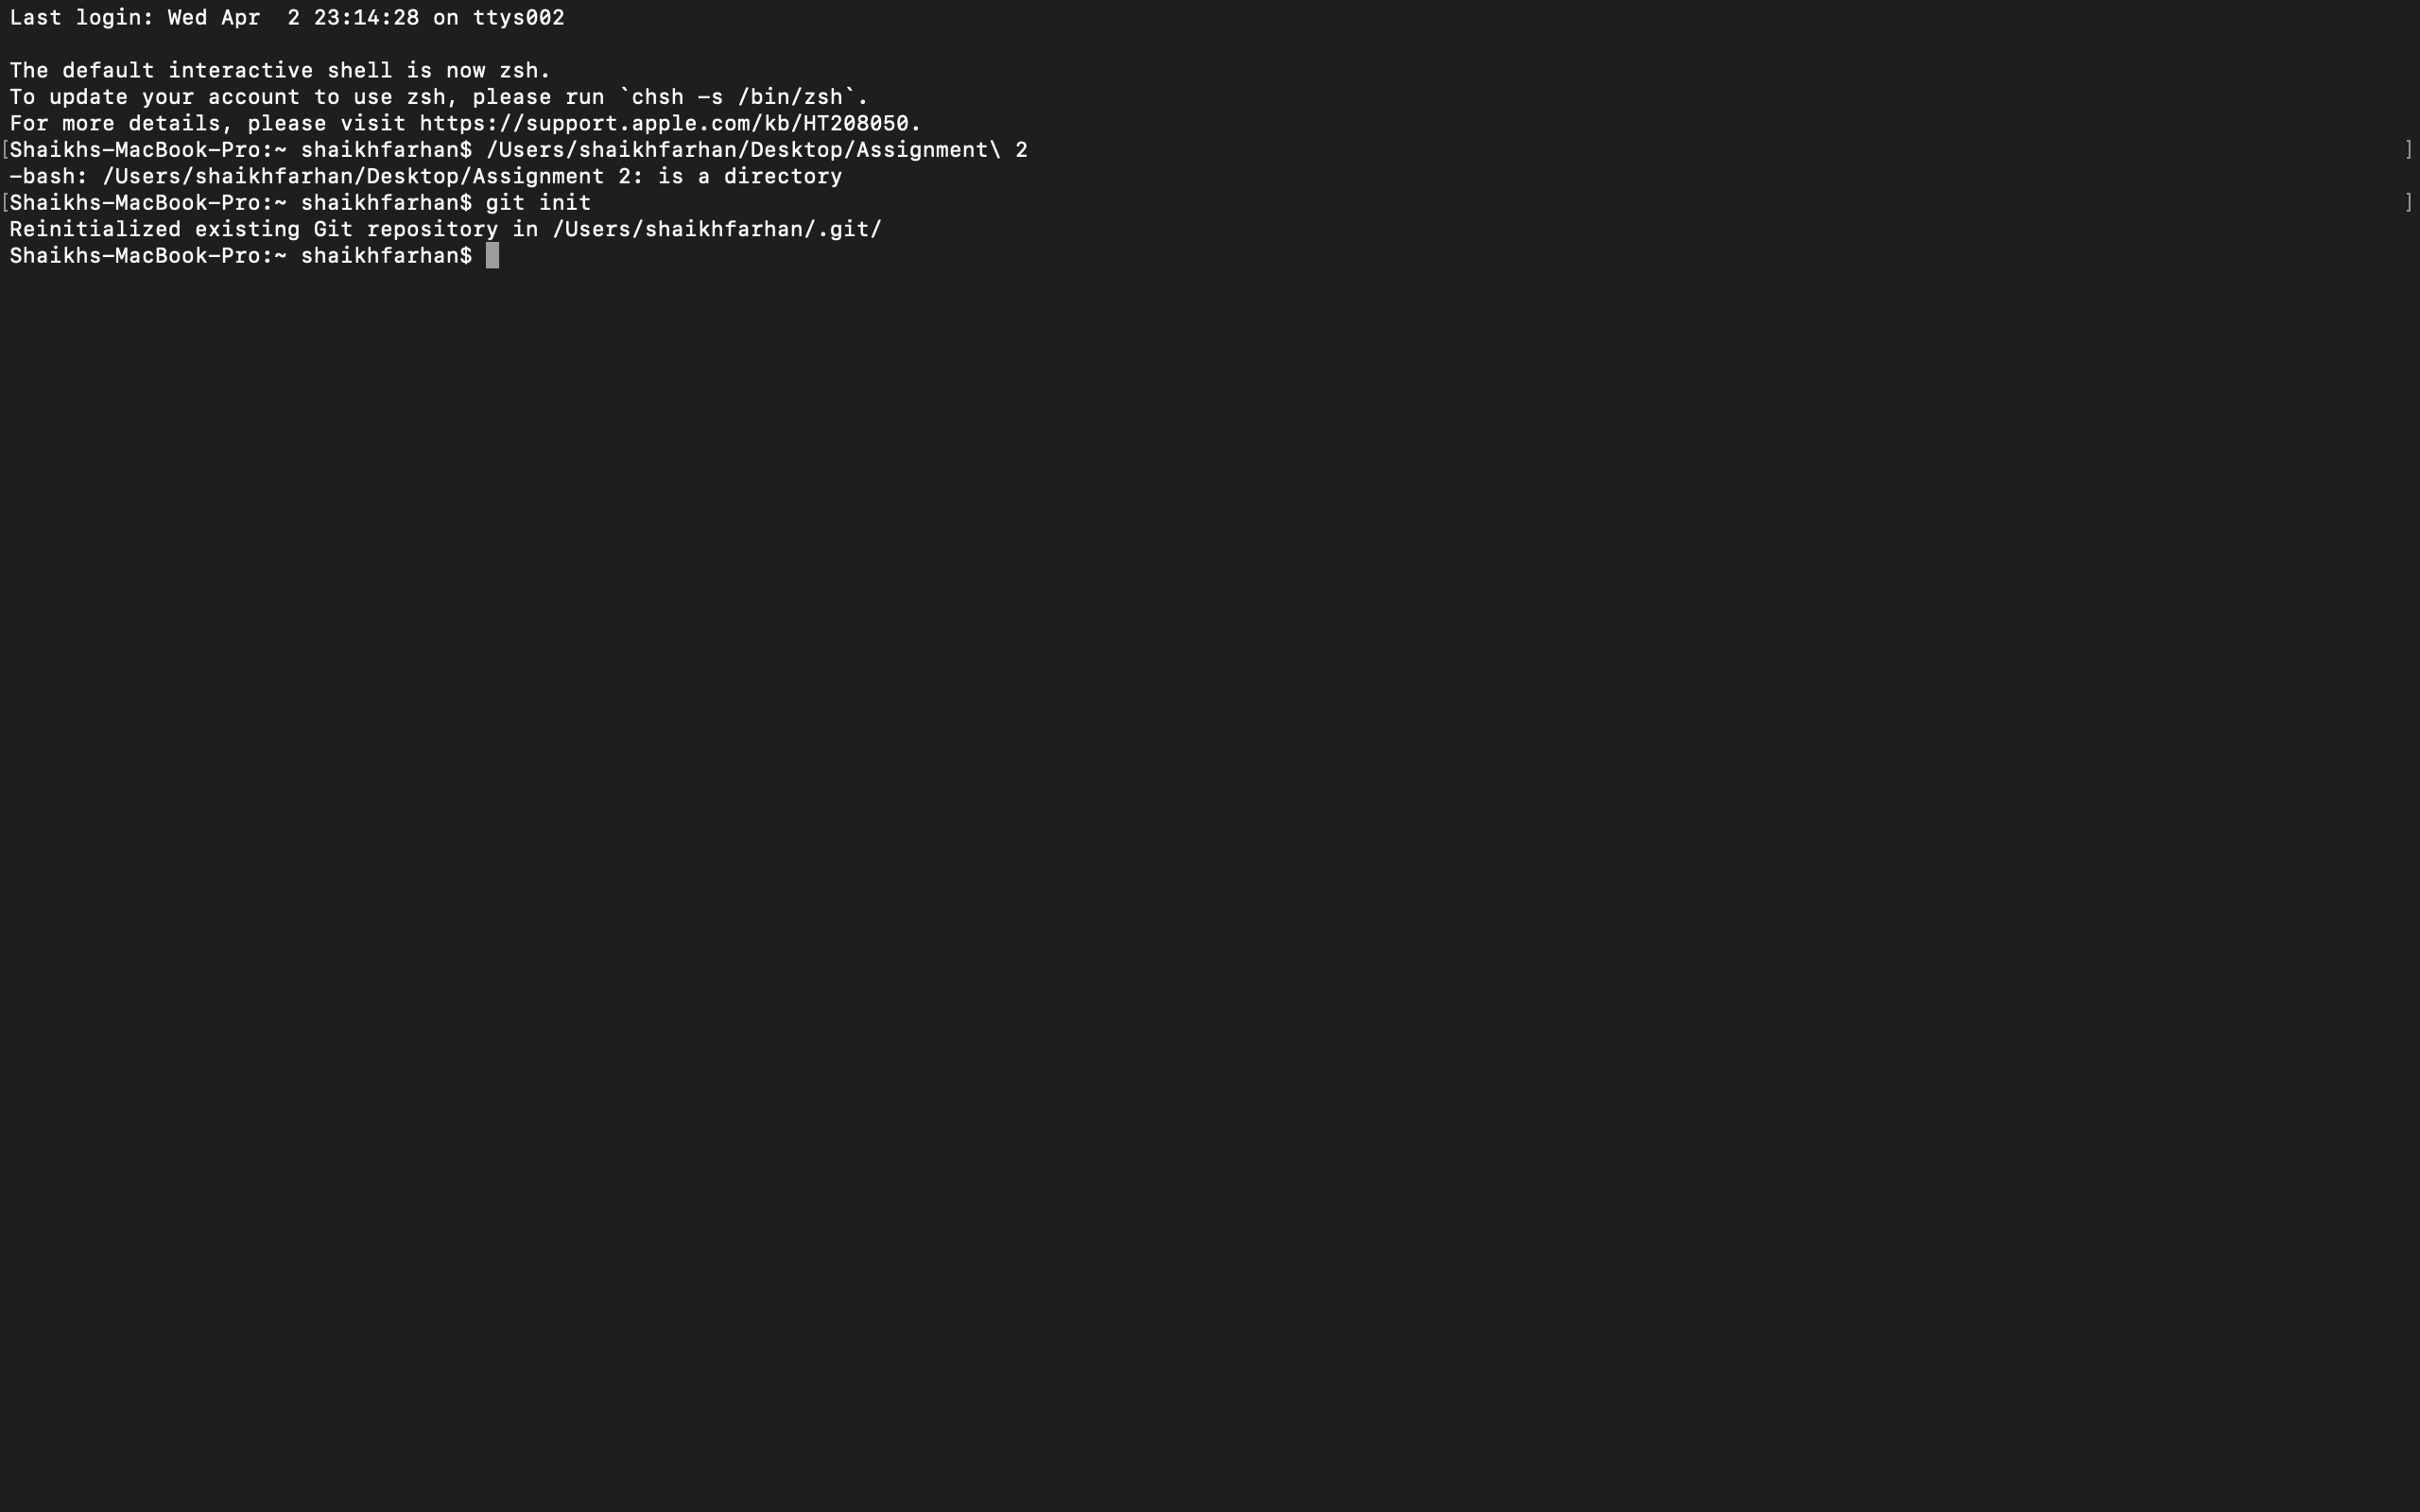 Last login: Wed Apr  2 23:14:28 on ttys002
The default interactive shell is now zsh.
To update your account to use zsh, please run `chsh -s /bin/zsh`.
For more details, please visit https://support.apple.com/kb/HT208050.
[Shaikhs-MacBook-Pro:~ shaikhfarhan$ /Users/shaikhfarhan/Desktop/Assignment\ 2 ]
-bash: /Users/shaikhfarhan/Desktop/Assignment 2: is a directory
[Shaikhs-MacBook-Pro:~ shaikhfarhan$ git init ]
Reinitialized existing Git repository in /Users/shaikhfarhan/.git/
Shaikhs-MacBook-Pro:~ shaikhfarhan$